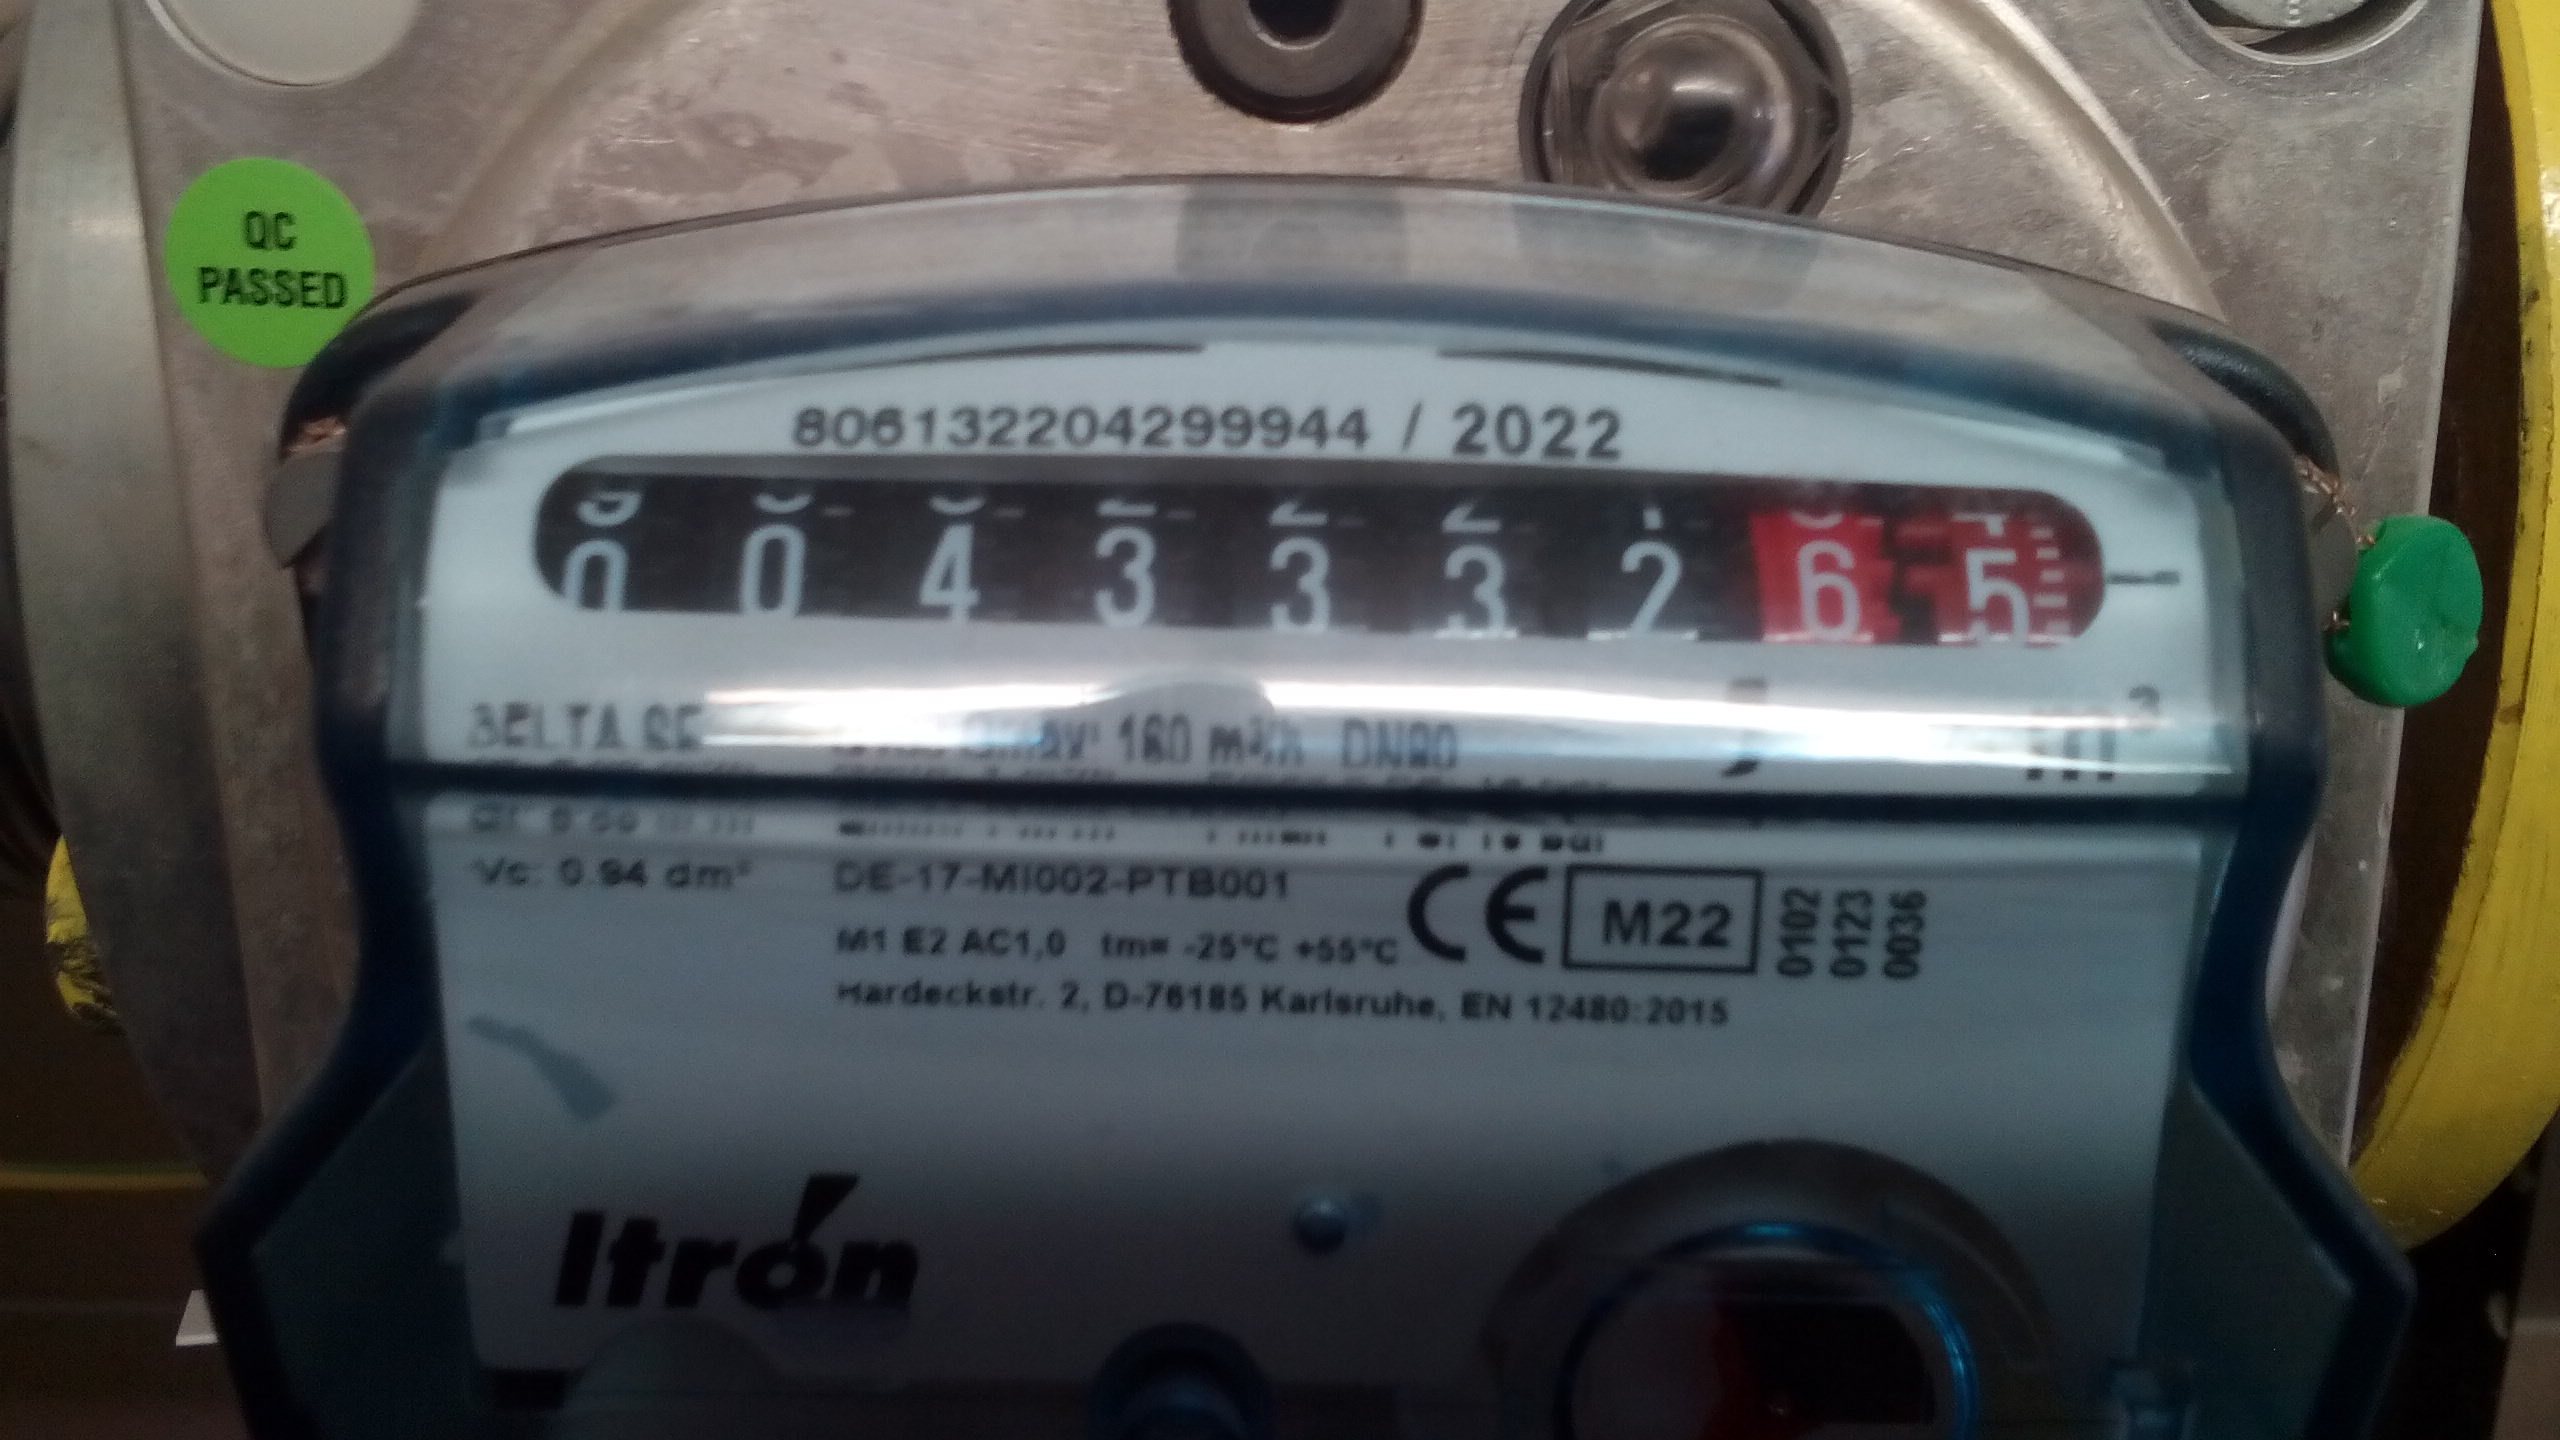 QC
PASSED
806132204299944 / 2022
0 0 4 3 3 3 2 6 5
, m³
160 m³/h DN80
Vc: 0.94 dm³
DE-17-MI002-PTB001
CE M22
0102
0123
0036
M1 E2 AC1,0 tm= -25°C +55°C
Hardeckstr. 2, D-76185 Karlsruhe, EN 12480:2015
Itron